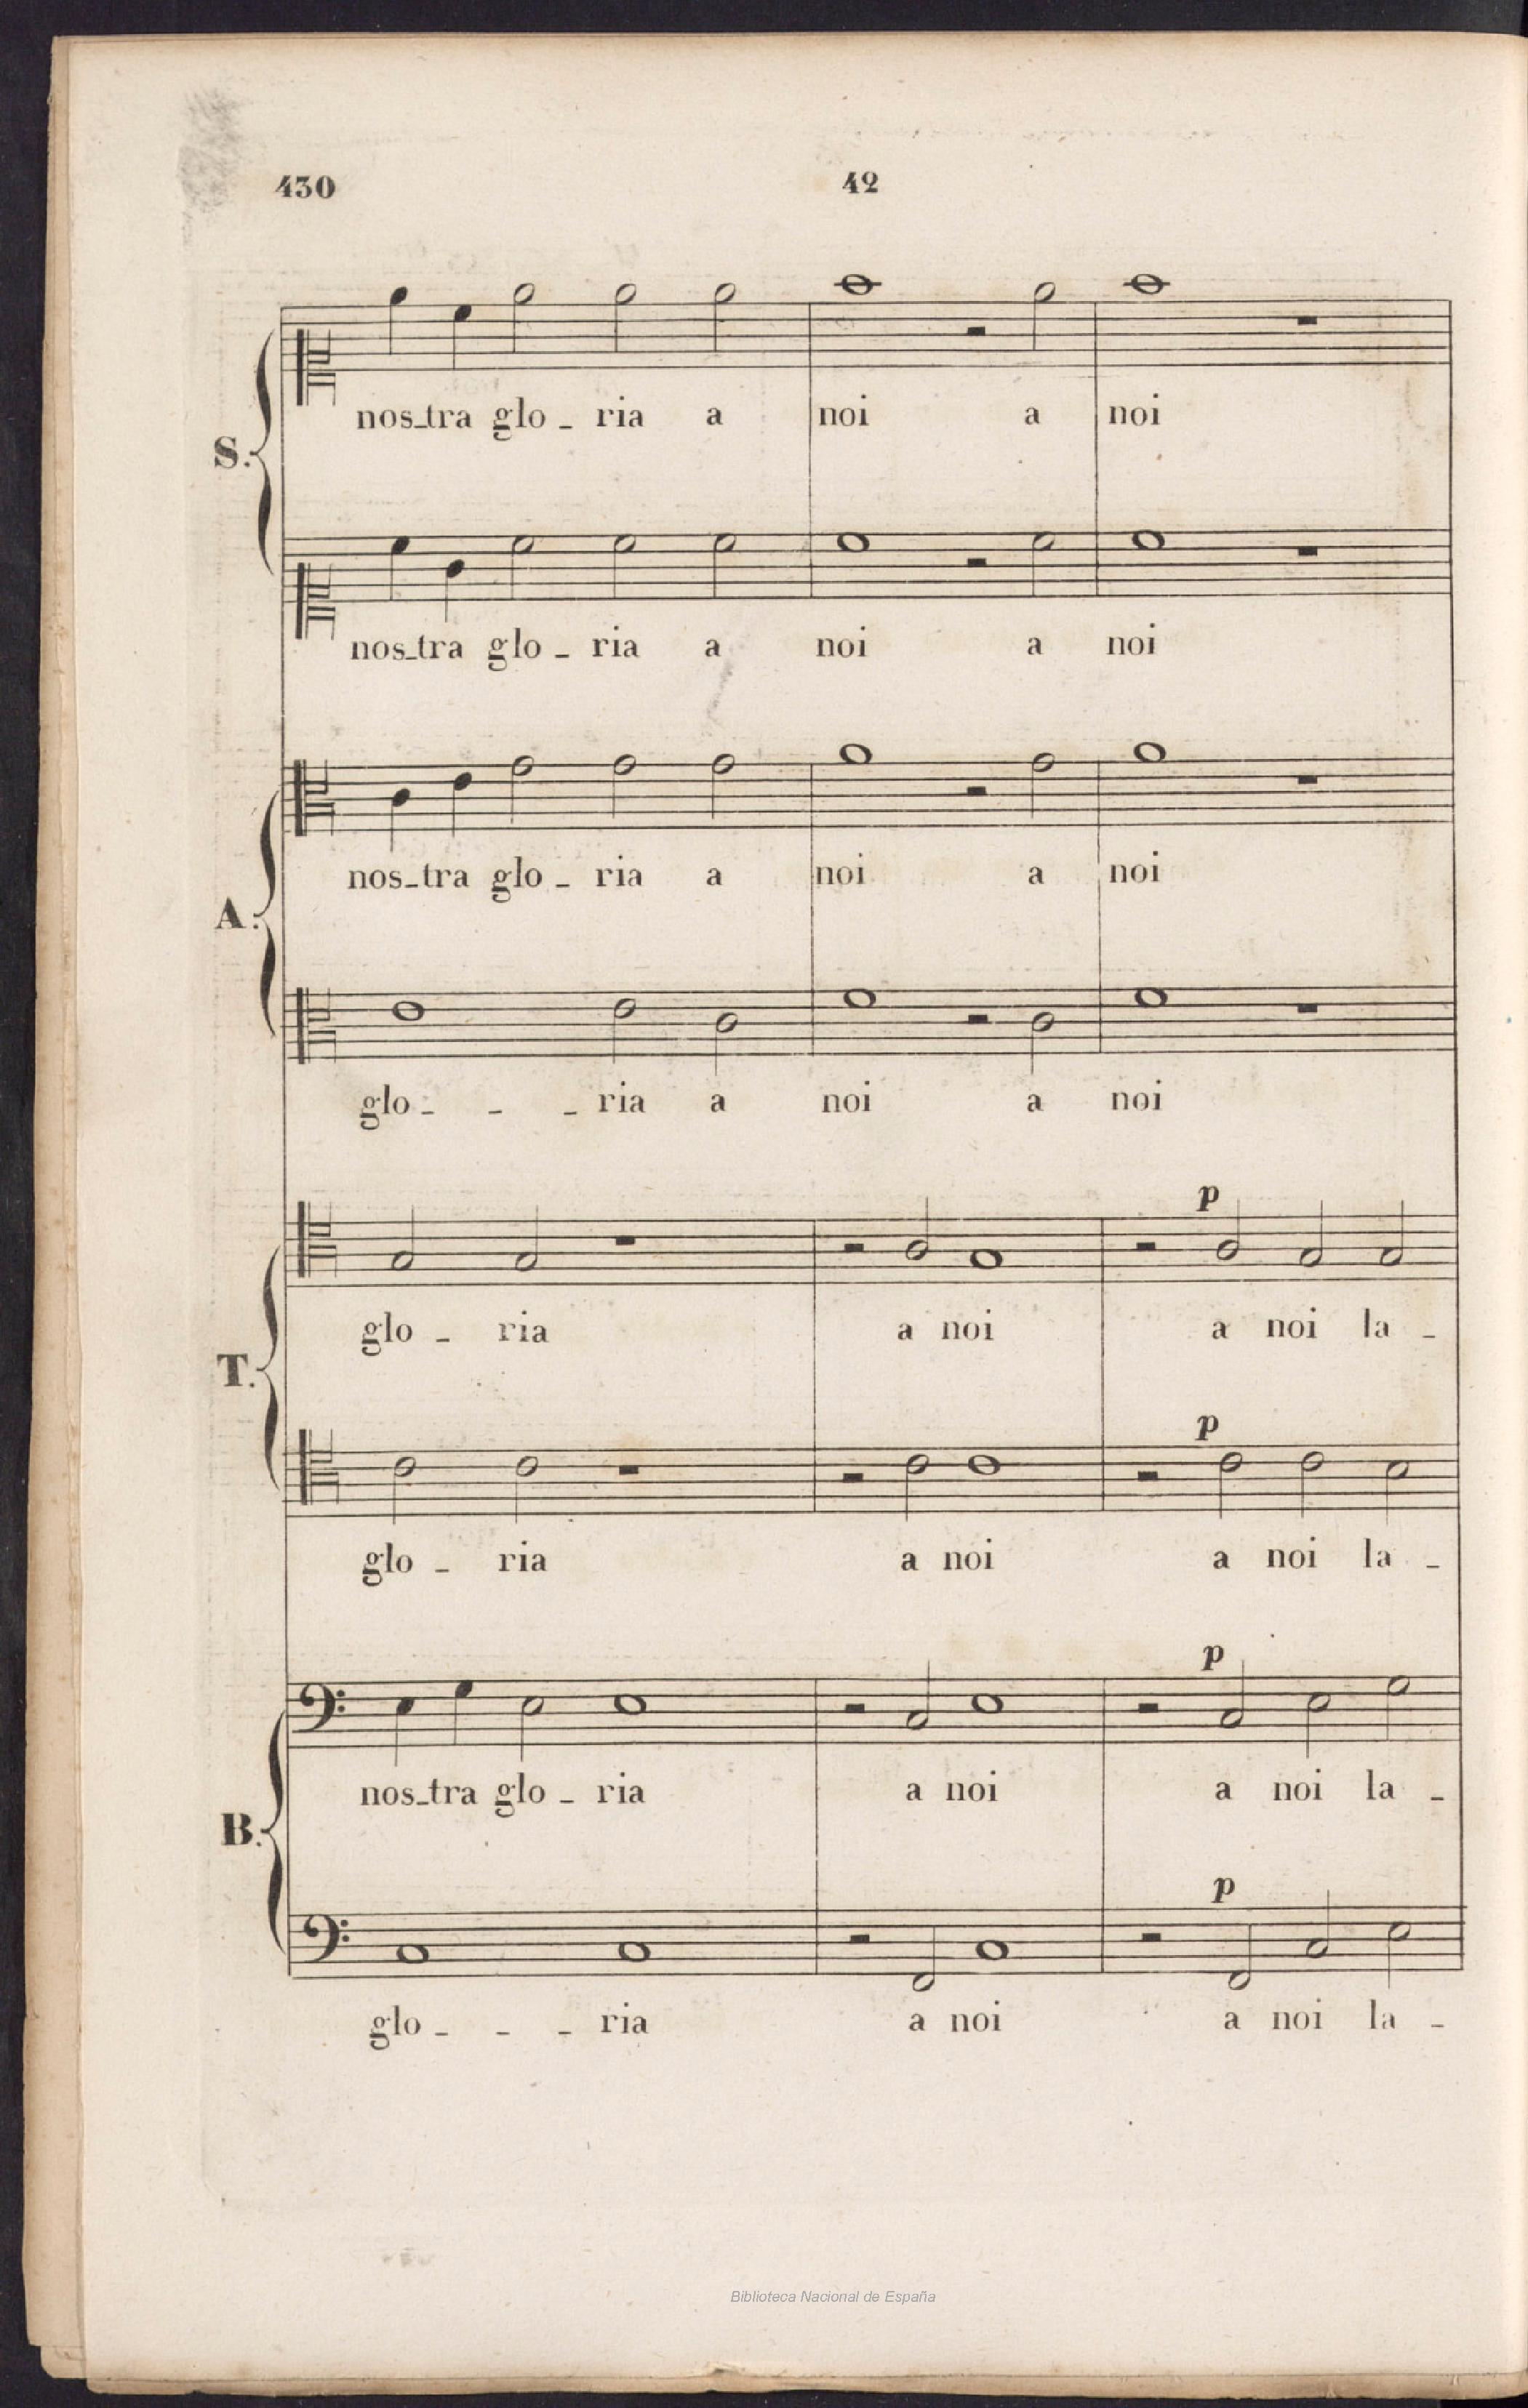 430 42
S.
nos_tra glo _ ria a noi a noi
nos_tra glo _ ria a noi a noi
A.
nos_tra glo _ ria a noi a noi
glo _ _ _ ria a noi a noi
T.
p
glo _ ria a noi a noi la _
p
glo _ ria a noi a noi la _
B.
p
nos_tra glo _ ria a noi a noi la _
p
glo _ _ _ ria a noi a noi la _
Biblioteca Nacional de España